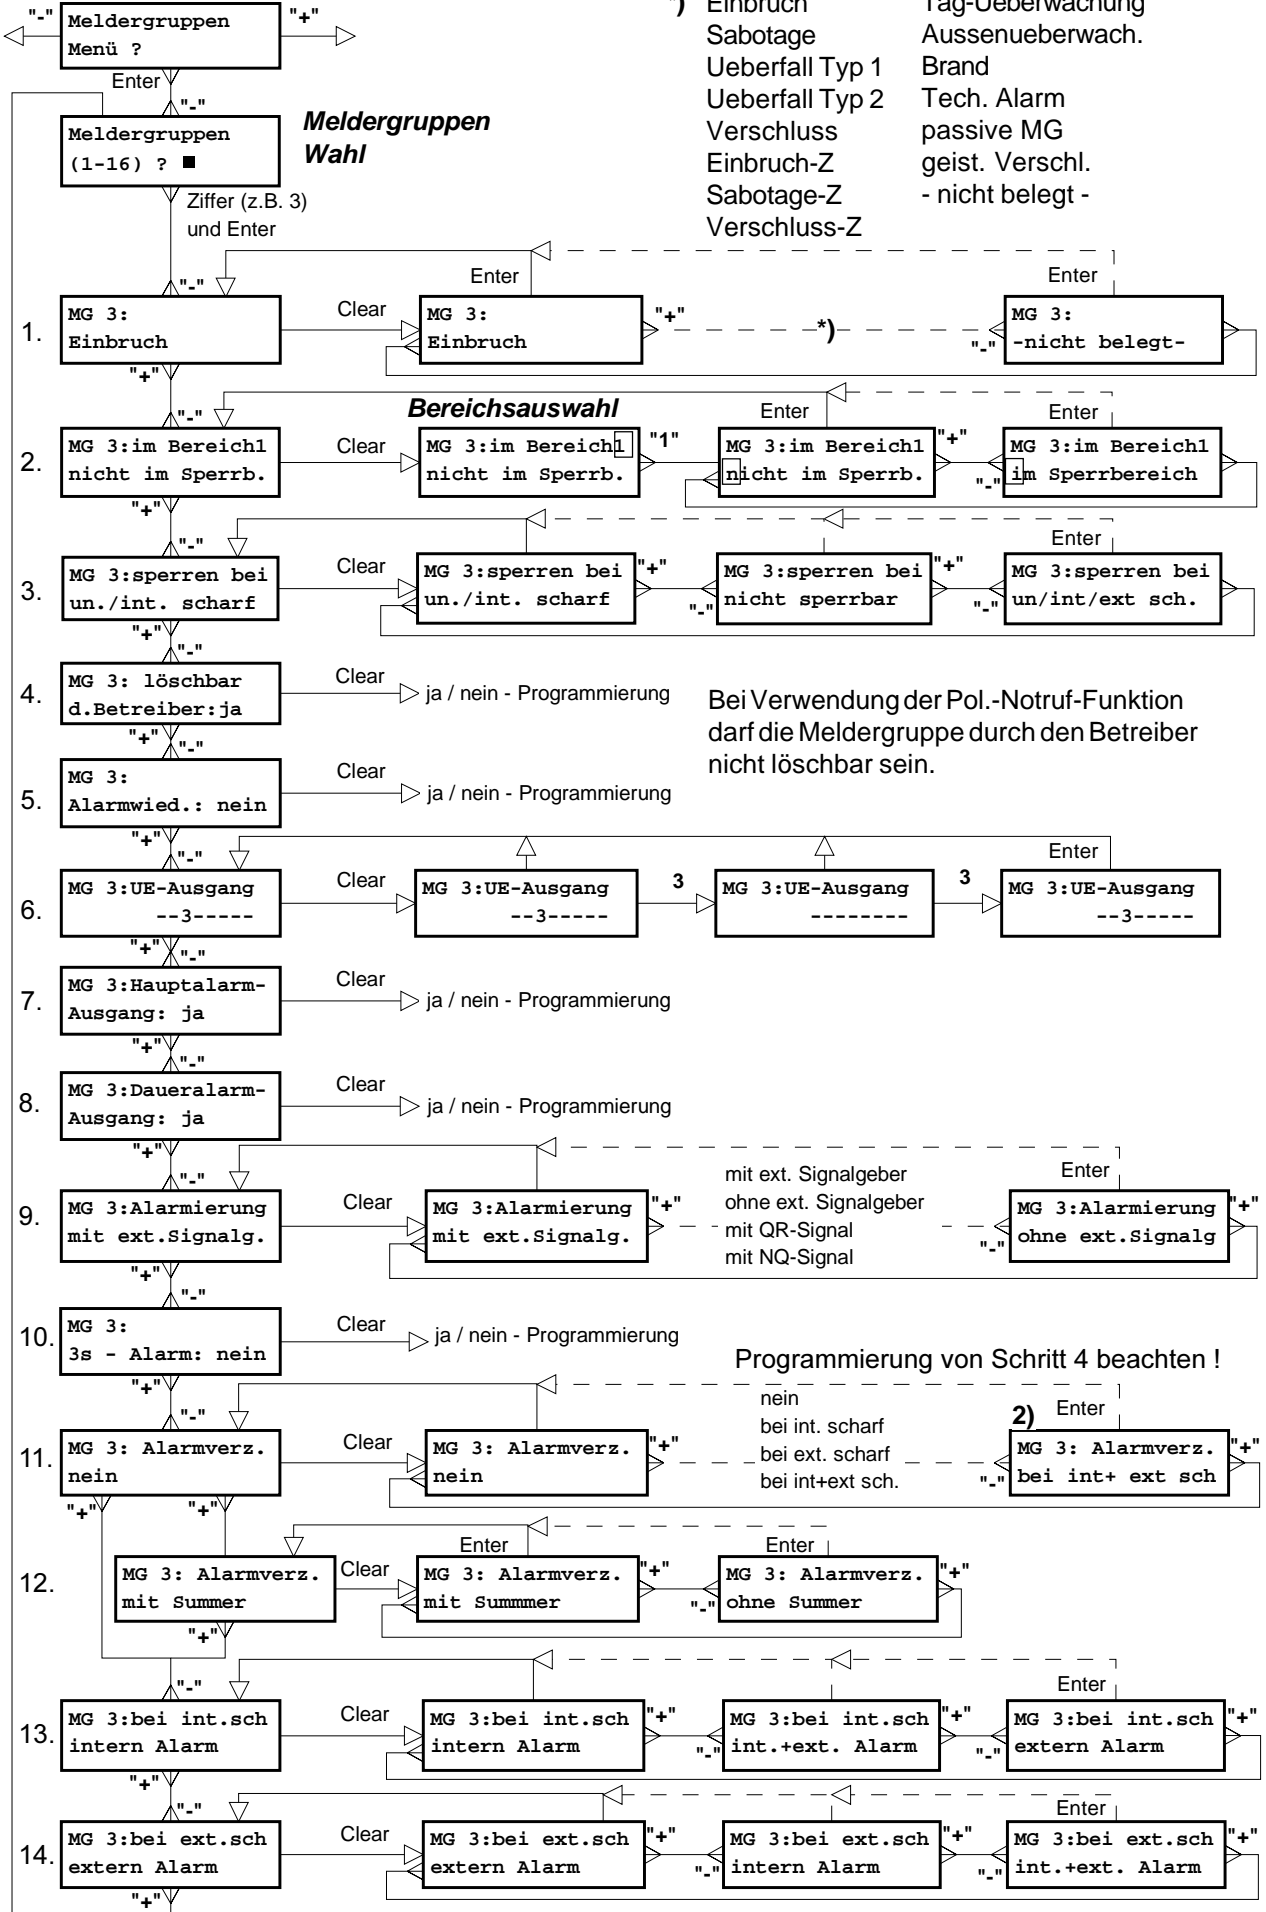 "-"
Meldergruppen
Menü ?
"+"
Enter
"-"
Meldergruppen
(1-16) ? ■
Meldergruppen
Wahl
Ziffer (z.B. 3)
und Enter
*)
Einbruch
Sabotage
Ueberfall Typ 1
Ueberfall Typ 2
Verschluss
Einbruch-Z
Sabotage-Z
Verschluss-Z
Tag-Ueberwachung
Aussenueberwach.
Brand
Tech. Alarm
passive MG
geist. Verschl.
- nicht belegt -
"-"
1.
MG 3:
Einbruch
Clear
Enter
MG 3:
Einbruch
"+"
*)
"-"
Enter
MG 3:
-nicht belegt-
"+"
"-"
Bereichsauswahl
2.
MG 3:im Bereich1
nicht im Sperrb.
Clear
MG 3:im Bereich1
nicht im Sperrb.
"1"
Enter
MG 3:im Bereich1
nicht im Sperrb.
"+"
"-"
Enter
MG 3:im Bereich1
im Sperrbereich
"+"
"-"
3.
MG 3:sperren bei
un./int. scharf
Clear
MG 3:sperren bei
un./int. scharf
"+"
"-"
MG 3:sperren bei
nicht sperrbar
"+"
"-"
Enter
MG 3:sperren bei
un/int/ext sch.
"+"
"-"
4.
MG 3: löschbar
d.Betreiber:ja
Clear
ja / nein - Programmierung
Bei Verwendung der Pol.-Notruf-Funktion
darf die Meldergruppe durch den Betreiber
nicht löschbar sein.
"+"
"-"
5.
MG 3:
Alarmwied.: nein
Clear
ja / nein - Programmierung
"+"
"-"
6.
MG 3:UE-Ausgang
--3-----
Clear
MG 3:UE-Ausgang
--3-----
3
MG 3:UE-Ausgang
--------
3
Enter
MG 3:UE-Ausgang
--3-----
"+"
"-"
7.
MG 3:Hauptalarm-
Ausgang: ja
Clear
ja / nein - Programmierung
"+"
"-"
8.
MG 3:Daueralarm-
Ausgang: ja
Clear
ja / nein - Programmierung
"+"
"-"
9.
MG 3:Alarmierung
mit ext.Signalg.
Clear
MG 3:Alarmierung
mit ext.Signalg.
"+"
mit ext. Signalgeber
ohne ext. Signalgeber
mit QR-Signal
mit NQ-Signal
"-"
Enter
MG 3:Alarmierung
ohne ext.Signalg
"+"
"+"
"-"
10.
MG 3:
3s - Alarm: nein
Clear
ja / nein - Programmierung
Programmierung von Schritt 4 beachten !
"+"
"-"
11.
MG 3: Alarmverz.
nein
Clear
MG 3: Alarmverz.
nein
"+"
nein
bei int. scharf
bei ext. scharf
bei int+ext sch.
"-"
2)
Enter
MG 3: Alarmverz.
bei int+ ext sch
"+"
"+"
"+"
12.
MG 3: Alarmverz.
mit Summer
Clear
Enter
MG 3: Alarmverz.
mit Summmer
"+"
"-"
Enter
MG 3: Alarmverz.
ohne Summer
"+"
"+"
"-"
13.
MG 3:bei int.sch
intern Alarm
Clear
MG 3:bei int.sch
intern Alarm
"+"
"-"
MG 3:bei int.sch
int.+ext. Alarm
"+"
"-"
Enter
MG 3:bei int.sch
extern Alarm
"+"
"+"
"-"
14.
MG 3:bei ext.sch
extern Alarm
Clear
MG 3:bei ext.sch
extern Alarm
"+"
"-"
MG 3:bei ext.sch
intern Alarm
"+"
"-"
Enter
MG 3:bei ext.sch
int.+ext. Alarm
"+"
"+"